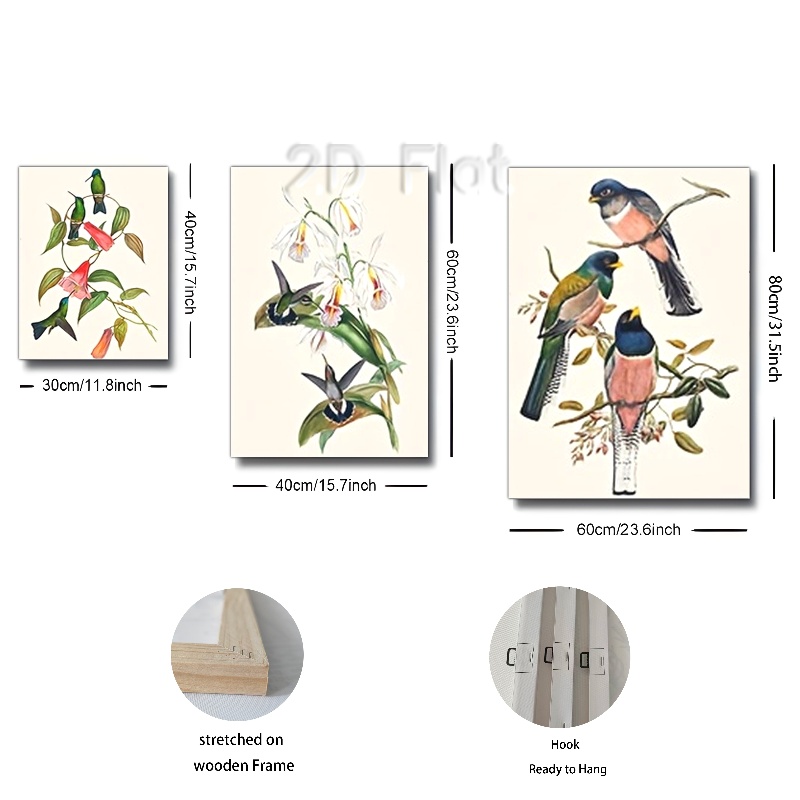 2D Flat
40cm/15.7inch
60cm/23.6inch
80cm/31.5inch
30cm/11.8inch
40cm/15.7inch
60cm/23.6inch
stretched on
wooden Frame
Hook
Ready to Hang